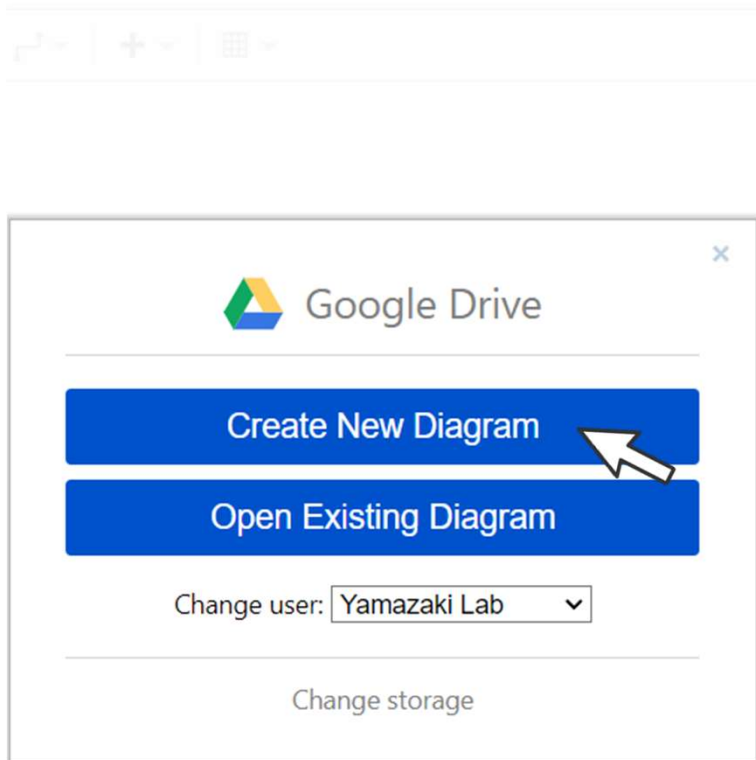 Google Drive
Create New Diagram
Open Existing Diagram
Change user: Yamazaki Lab
Change storage